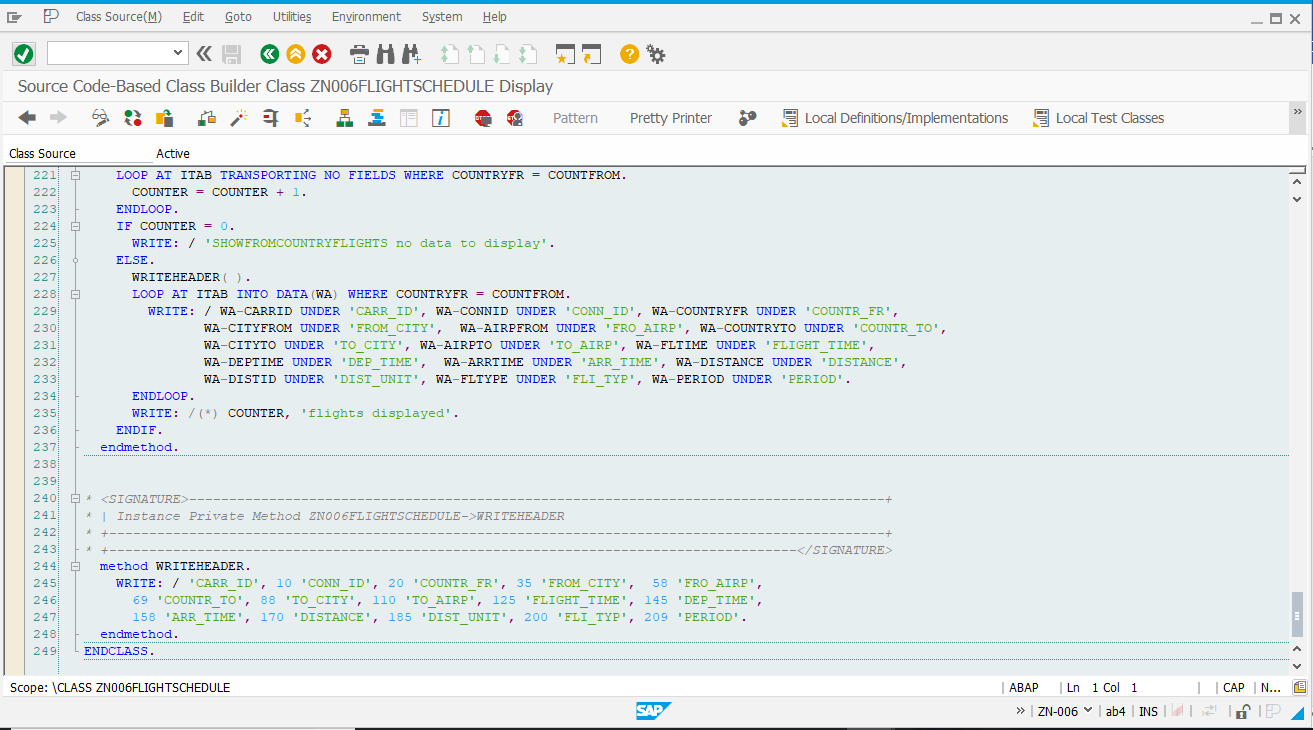 Class Source(M) Edit Goto Utilities Environment System Help
Source Code-Based Class Builder Class ZN006FLIGHTSCHEDULE Display
Pattern Pretty Printer Local Definitions/Implementations Local Test Classes
Class Source Active
221 LOOP AT ITAB TRANSPORTING NO FIELDS WHERE COUNTRYFR = COUNTFROM.
222 COUNTER = COUNTER + 1.
223 ENDLOOP.
224 IF COUNTER = 0.
225 WRITE: / 'SHOWFROMCOUNTRYFLIGHTS no data to display'.
226 ELSE.
227 WRITEHEADER( ).
228 LOOP AT ITAB INTO DATA(WA) WHERE COUNTRYFR = COUNTFROM.
229 WRITE: / WA-CARRID UNDER 'CARR_ID', WA-CONNID UNDER 'CONN_ID', WA-COUNTRYFR UNDER 'COUNTR_FR',
230 WA-CITYFROM UNDER 'FROM_CITY', WA-AIRPFROM UNDER 'FRO_AIRP', WA-COUNTRYTO UNDER 'COUNTR_TO',
231 WA-CITYTO UNDER 'TO_CITY', WA-AIRPTO UNDER 'TO_AIRP', WA-FLTIME UNDER 'FLIGHT_TIME',
232 WA-DEPTIME UNDER 'DEP_TIME', WA-ARRTIME UNDER 'ARR_TIME', WA-DISTANCE UNDER 'DISTANCE',
233 WA-DISTID UNDER 'DIST_UNIT', WA-FLTYPE UNDER 'FLI_TYP', WA-PERIOD UNDER 'PERIOD'.
234 ENDLOOP.
235 WRITE: /(*) COUNTER, 'flights displayed'.
236 ENDIF.
237 endmethod.
238
239
240 * <SIGNATURE>---------------------------------------------------------------------------------------+
241 * | Instance Private Method ZN006FLIGHTSCHEDULE->WRITEHEADER
242 * +-------------------------------------------------------------------------------------------------+
243 * +--------------------------------------------------------------------------------------</SIGNATURE>
244 method WRITEHEADER.
245 WRITE: / 'CARR_ID', 10 'CONN_ID', 20 'COUNTR_FR', 35 'FROM_CITY', 58 'FRO_AIRP',
246 69 'COUNTR_TO', 88 'TO_CITY', 110 'TO_AIRP', 125 'FLIGHT_TIME', 145 'DEP_TIME',
247 158 'ARR_TIME', 170 'DISTANCE', 185 'DIST_UNIT', 200 'FLI_TYP', 209 'PERIOD'.
248 endmethod.
249 ENDCLASS.
Scope: \CLASS ZN006FLIGHTSCHEDULE ABAP Ln 1 Col 1 CAP N...
SAP ZN-006 ab4 INS